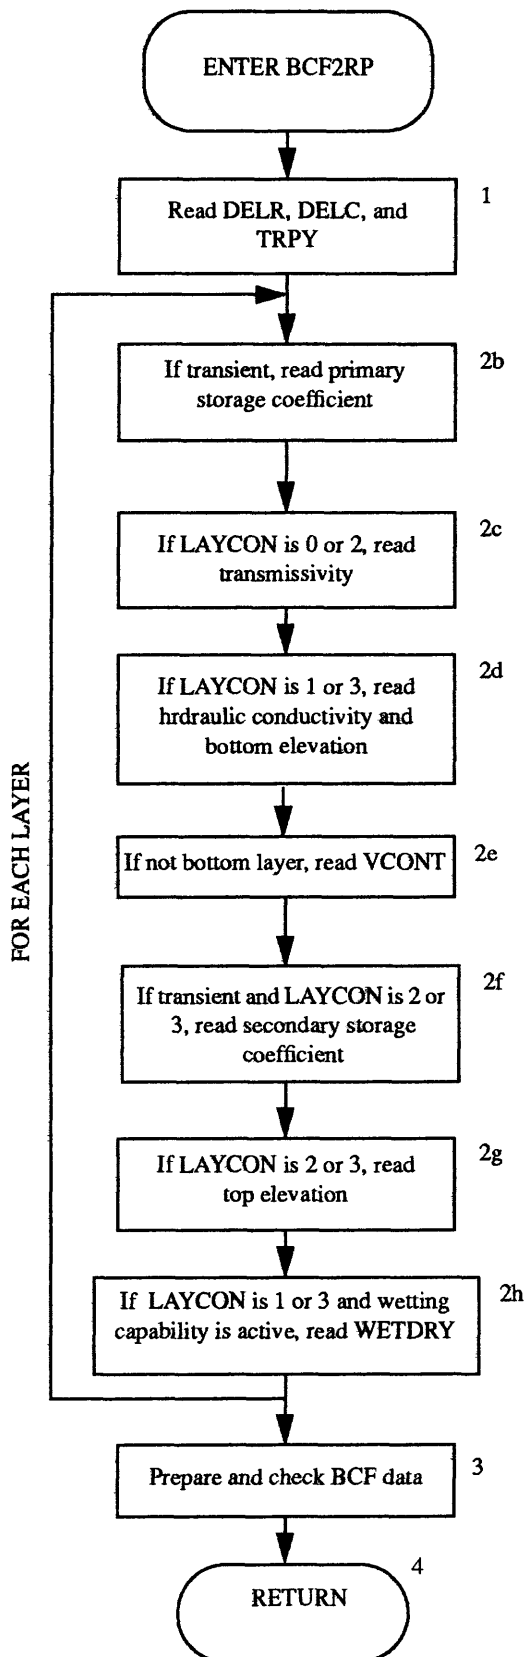 ENTER BCF2RP
1
Read DELR, DELC, and
TRPY
2b
If transient, read primary
storage coefficient
2c
If LAYCON is 0 or 2, read
transmissivity
2d
If LAYCON is 1 or 3, read
hrdraulic conductivity and
bottom elevation
2e
If not bottom layer, read VCONT
2f
If transient and LAYCON is 2 or
3, read secondary storage
coefficient
2g
If LAYCON is 2 or 3, read
top elevation
2h
If LAYCON is 1 or 3 and wetting
capability is active, read WETDRY
FOR EACH LAYER
3
Prepare and check BCF data
4
RETURN